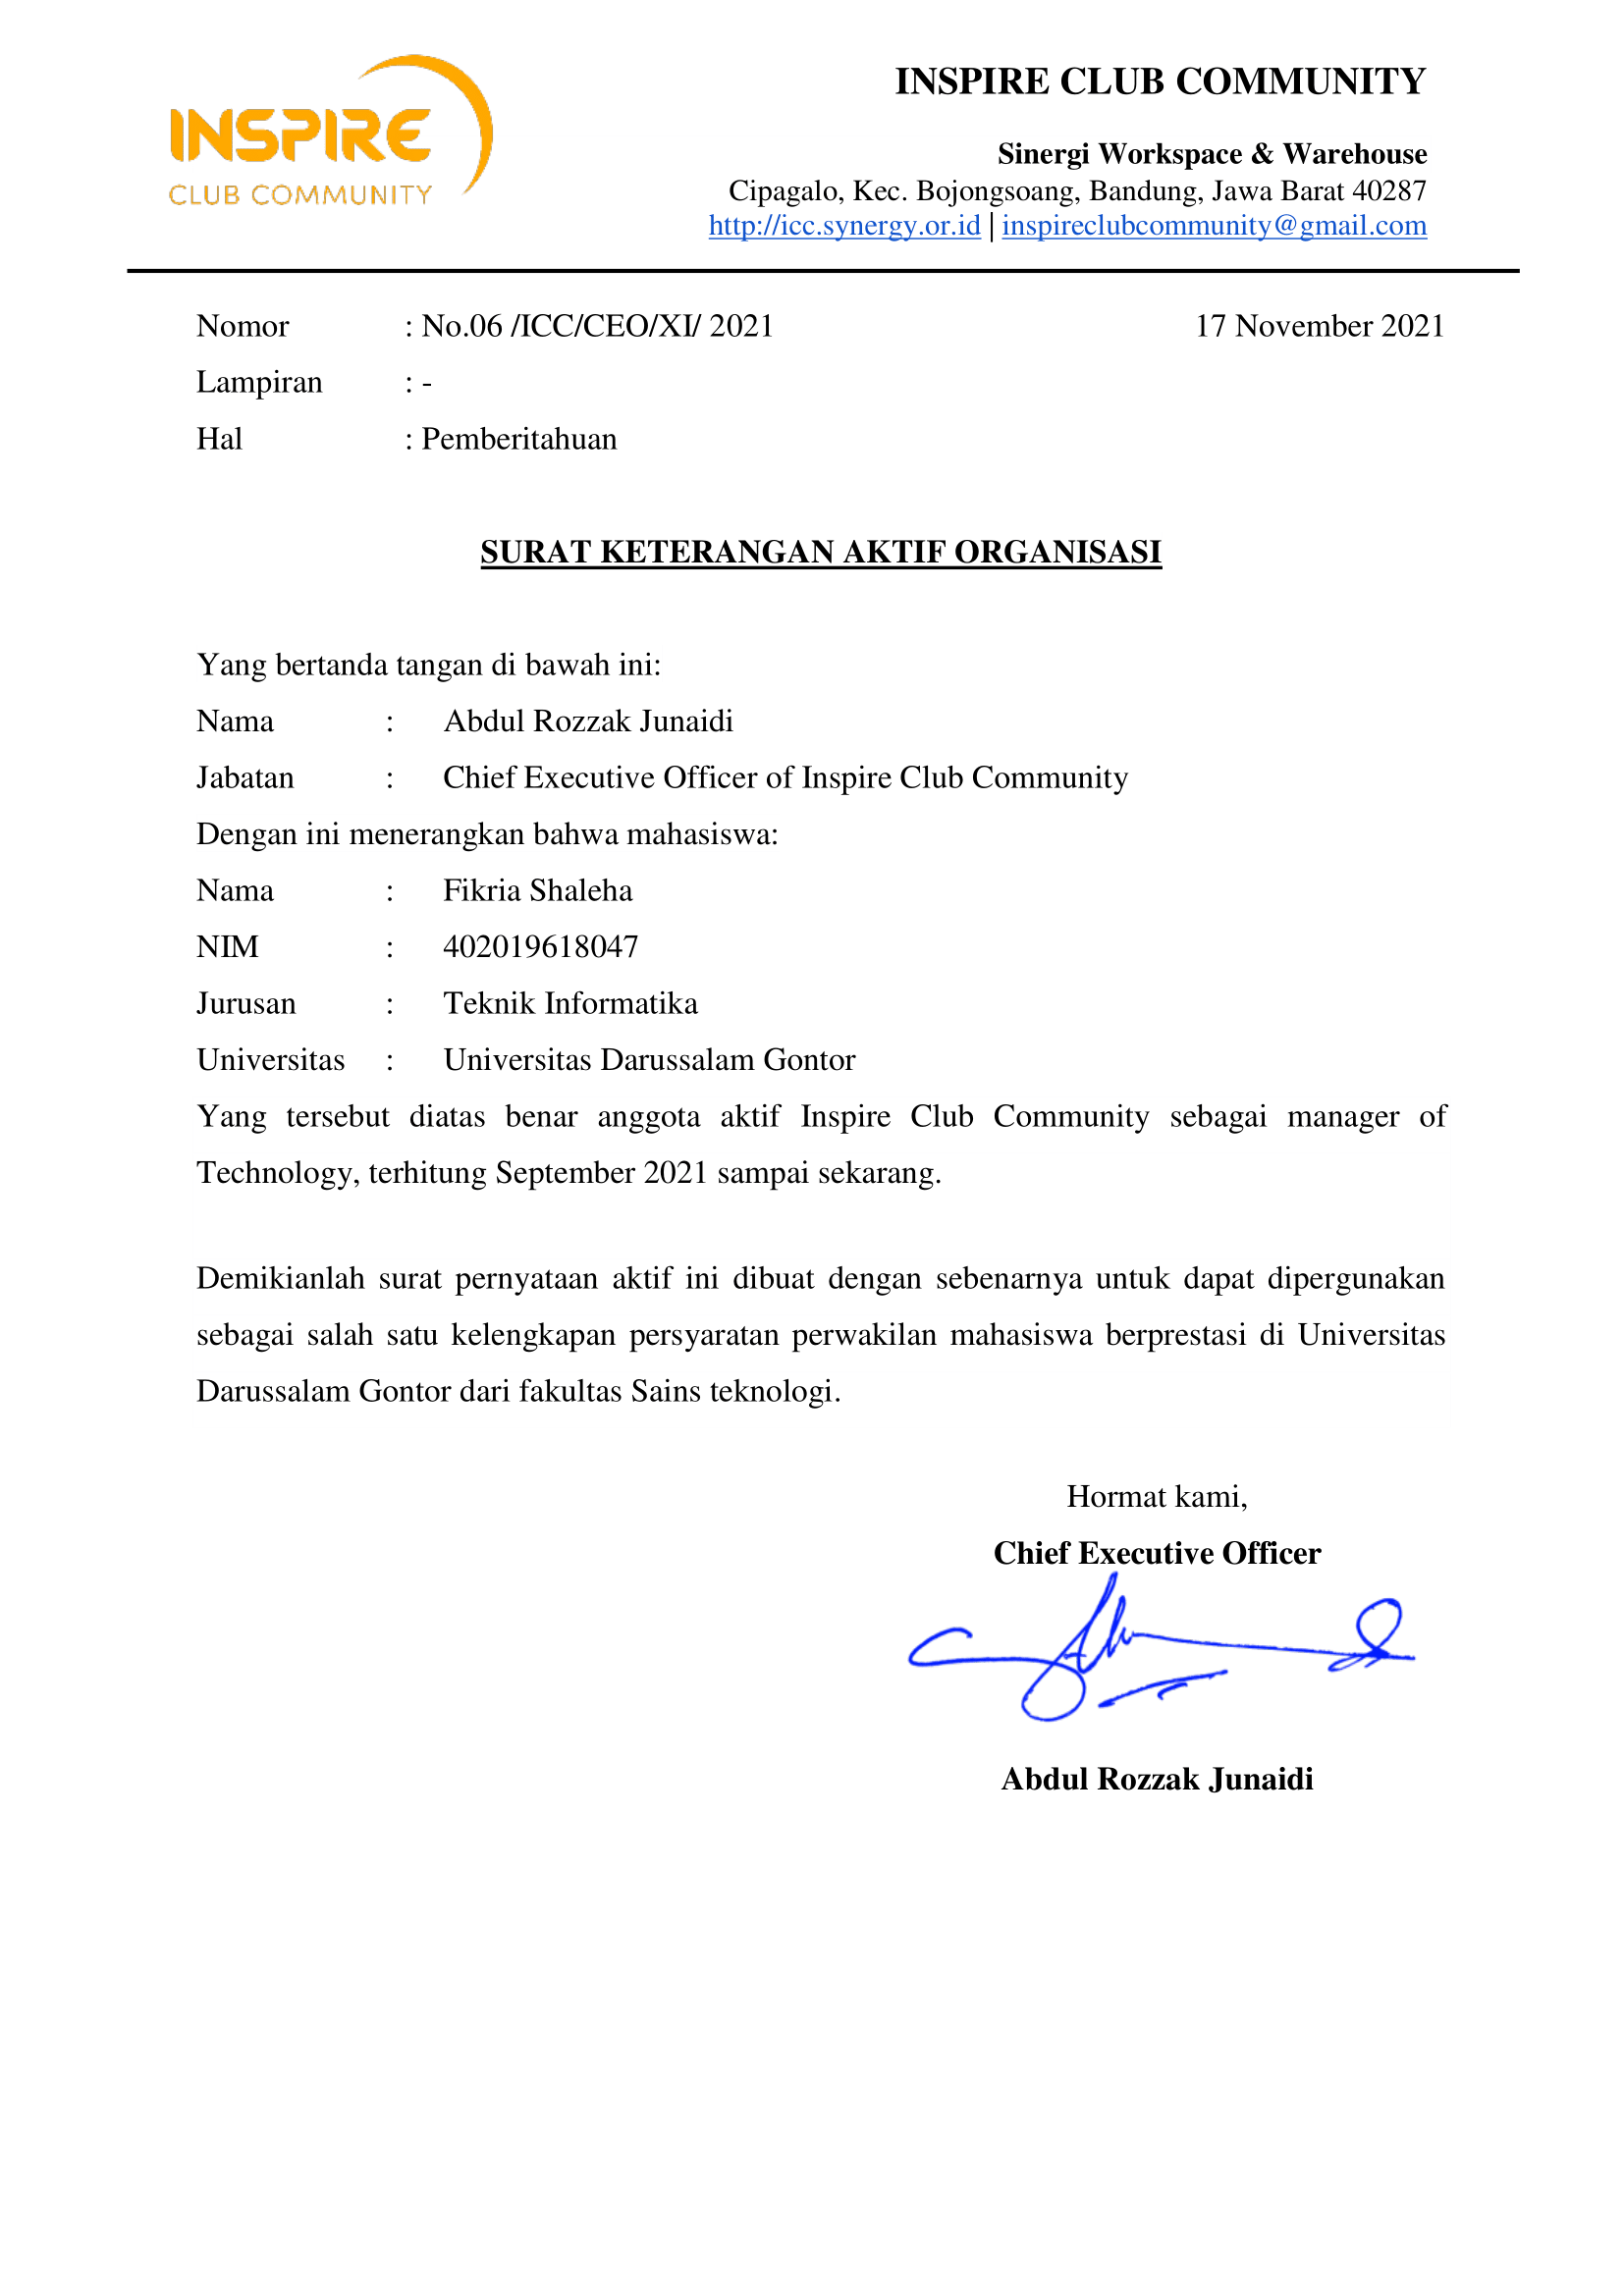 INSPIRE
CLUB COMMUNITY
INSPIRE CLUB COMMUNITY
Sinergi Workspace & Warehouse
Cipagalo, Kec. Bojongsoang, Bandung, Jawa Barat 40287
http://icc.synergy.or.id | inspireclubcommunity@gmail.com
Nomor : No.06 /ICC/CEO/XI/ 2021 17 November 2021
Lampiran : -
Hal : Pemberitahuan
SURAT KETERANGAN AKTIF ORGANISASI
Yang bertanda tangan di bawah ini:
Nama : Abdul Rozzak Junaidi
Jabatan : Chief Executive Officer of Inspire Club Community
Dengan ini menerangkan bahwa mahasiswa:
Nama : Fikria Shaleha
NIM : 402019618047
Jurusan : Teknik Informatika
Universitas : Universitas Darussalam Gontor
Yang tersebut diatas benar anggota aktif Inspire Club Community sebagai manager of
Technology, terhitung September 2021 sampai sekarang.
Demikianlah surat pernyataan aktif ini dibuat dengan sebenarnya untuk dapat dipergunakan
sebagai salah satu kelengkapan persyaratan perwakilan mahasiswa berprestasi di Universitas
Darussalam Gontor dari fakultas Sains teknologi.
Hormat kami,
Chief Executive Officer
Abdul Rozzak Junaidi